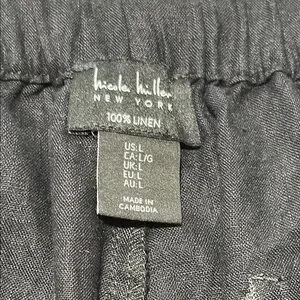 nicole miller
NEW YORK
100% LINEN
US:L
CA:L/G
UK:L
EU:L
AU:L
MADE IN
CAMBODIA